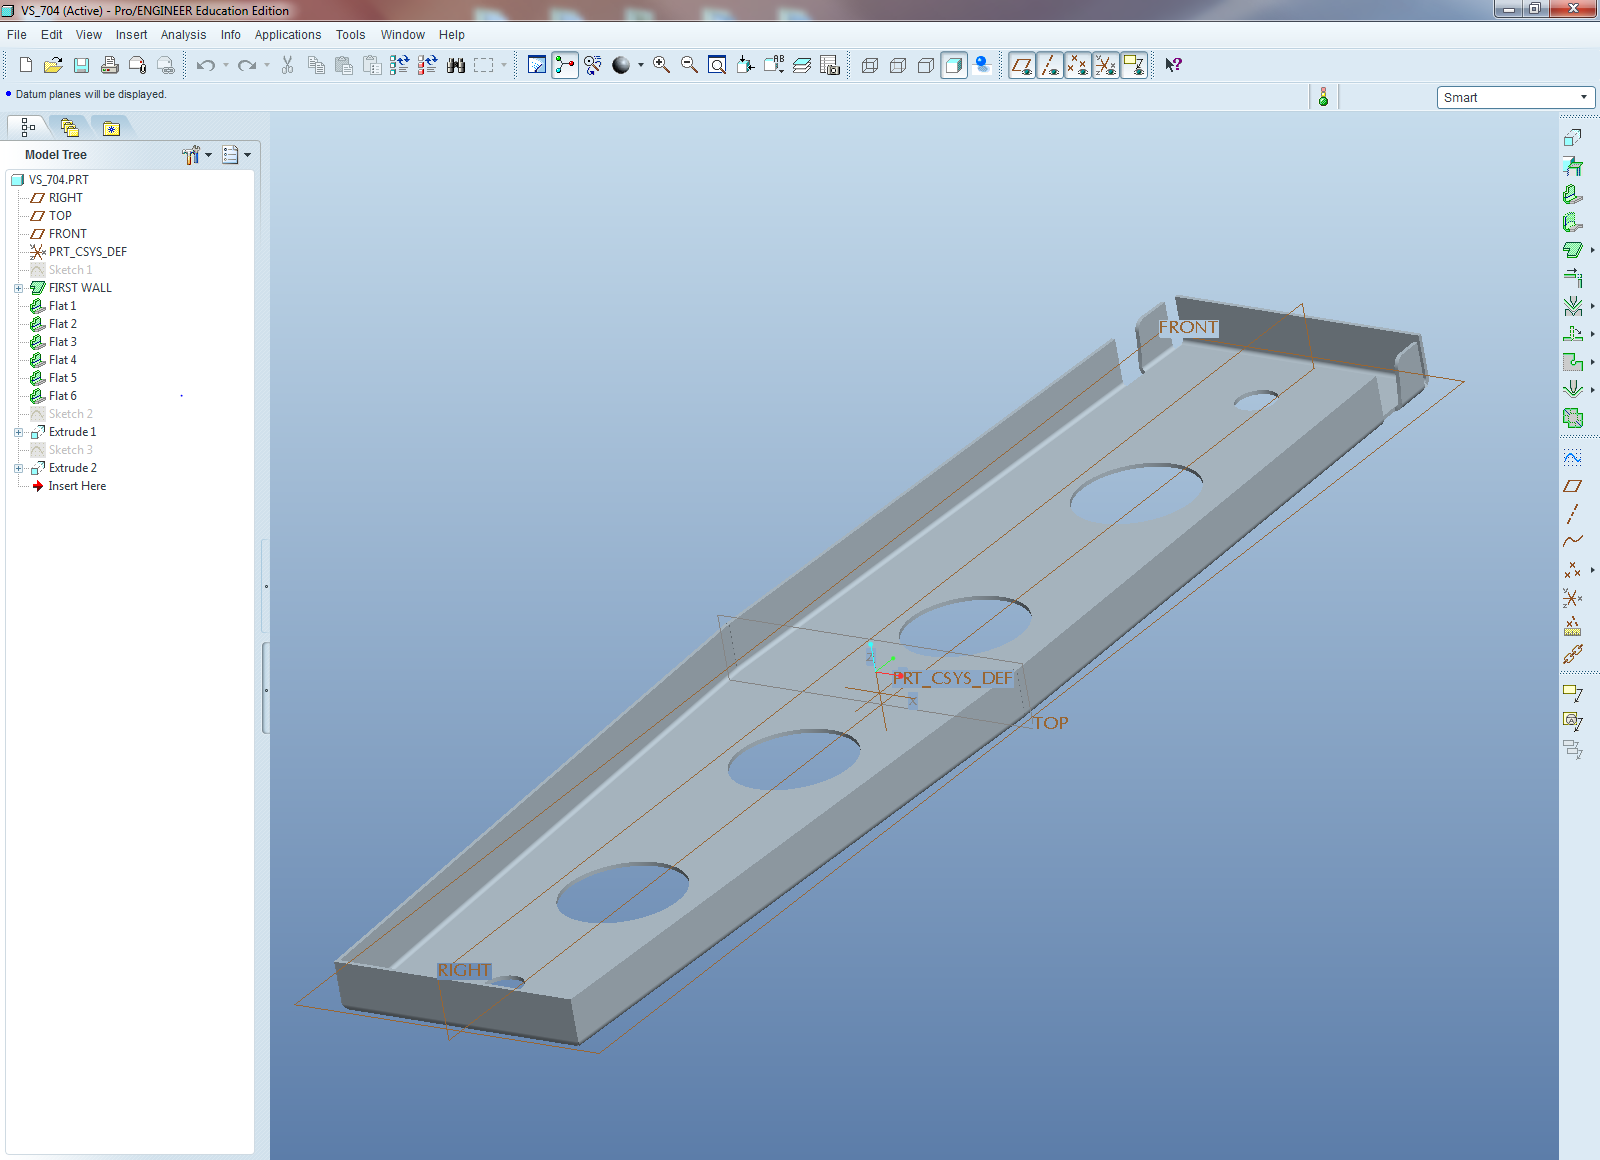 VS_704 (Active) - Pro/ENGINEER Education Edition
File Edit View Insert Analysis Info Applications Tools Window Help
Datum planes will be displayed.
Smart
Model Tree
VS_704.PRT
RIGHT
TOP
FRONT
PRT_CSYS_DEF
Sketch 1
FIRST WALL
Flat 1
Flat 2
Flat 3
Flat 4
Flat 5
Flat 6
Sketch 2
Extrude 1
Sketch 3
Extrude 2
Insert Here
FRONT
Z
PRT_CSYS_DEF
X
TOP
RIGHT